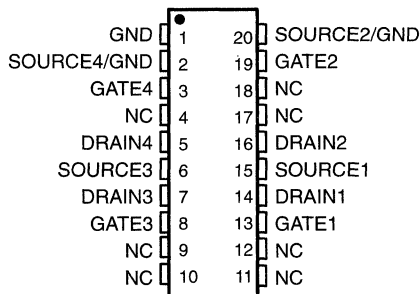 GND 1 20 SOURCE2/GND
SOURCE4/GND 2 19 GATE2
GATE4 3 18 NC
NC 4 17 NC
DRAIN4 5 16 DRAIN2
SOURCE3 6 15 SOURCE1
DRAIN3 7 14 DRAIN1
GATE3 8 13 GATE1
NC 9 12 NC
NC 10 11 NC